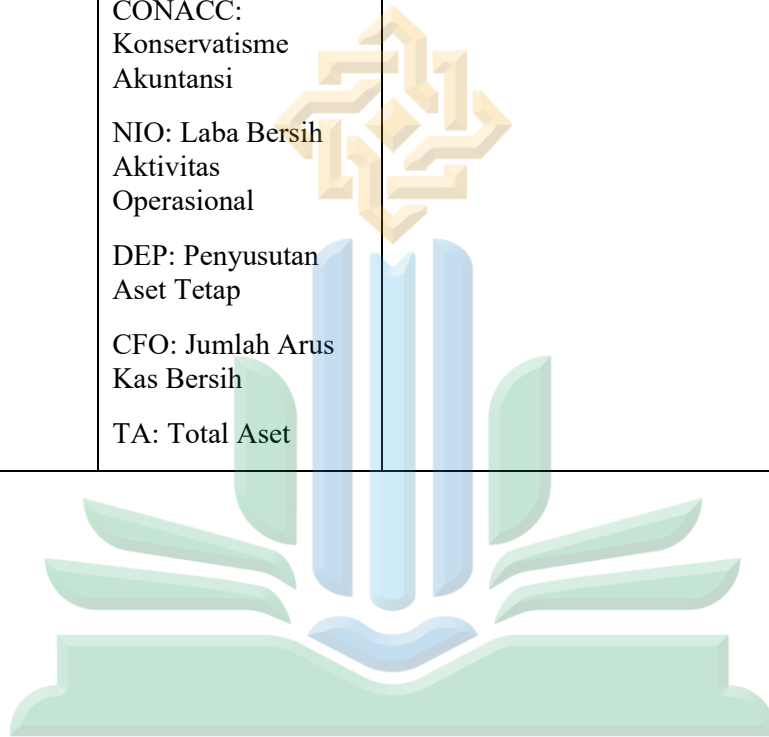 CONACC:
Konservatisme
Akuntansi
NIO: Laba Bersih
Aktivitas
Operasional
DEP: Penyusutan
Aset Tetap
CFO: Jumlah Arus
Kas Bersih
TA: Total Aset